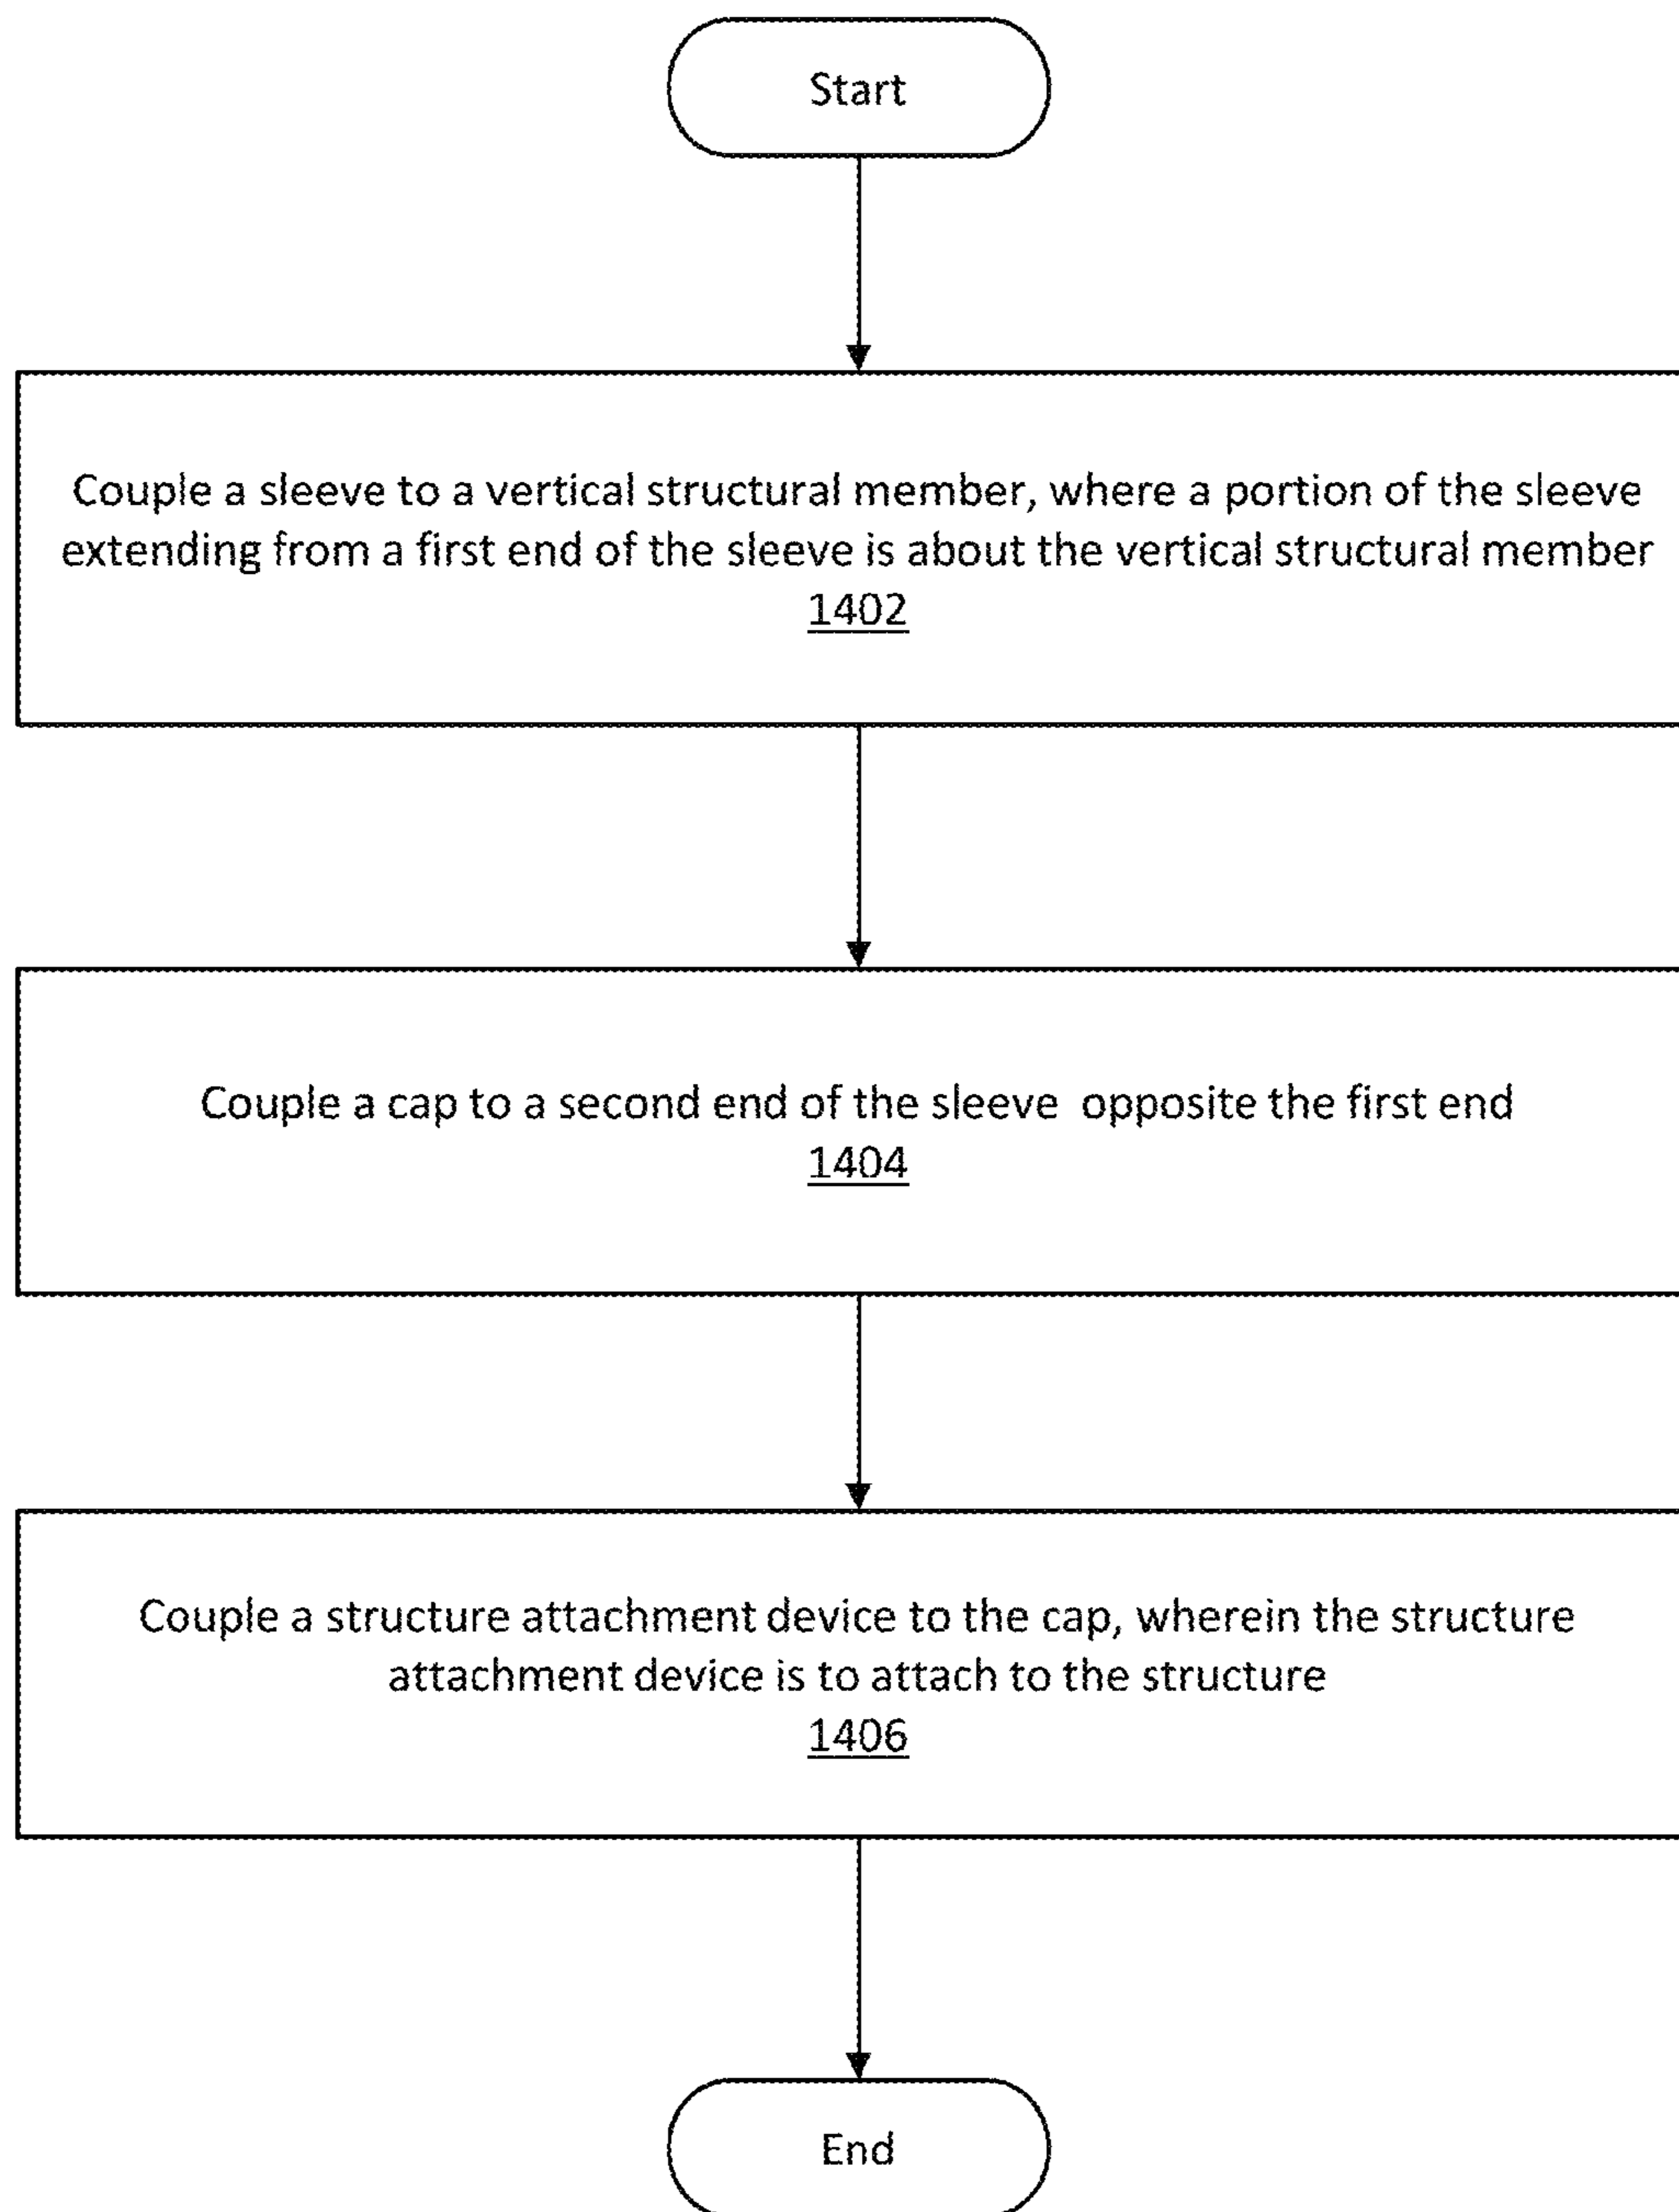 Start
Couple a sleeve to a vertical structural member, where a portion of the sleeve
extending from a first end of the sleeve is about the vertical structural member
1402
Couple a cap to a second end of the sleeve opposite the first end
1404
Couple a structure attachment device to the cap, wherein the structure
attachment device is to attach to the structure
1406
End